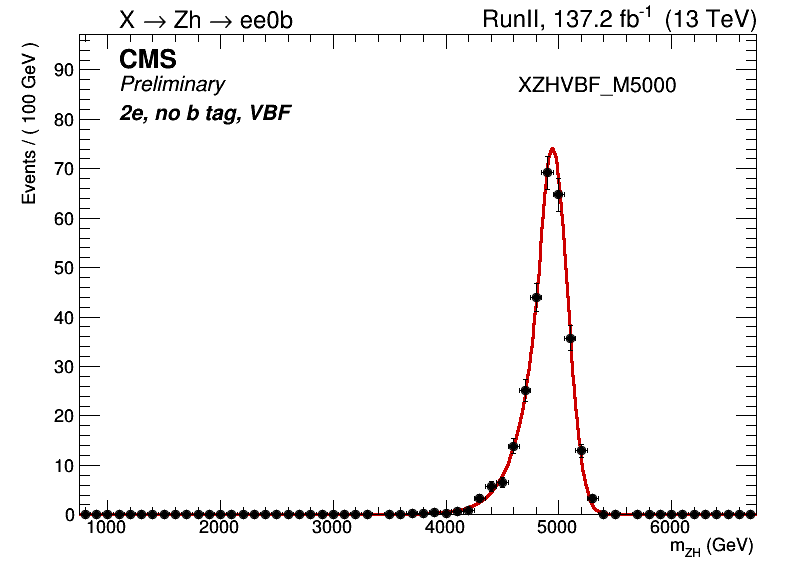 X → Zh → ee0b
RunII, 137.2 fb⁻¹ (13 TeV)
CMS
Preliminary
2e, no b tag, VBF
XZHVBF_M5000
Events / ( 100 GeV )
90
80
70
60
50
40
30
20
10
0
1000 2000 3000 4000 5000 6000
m_ZH (GeV)